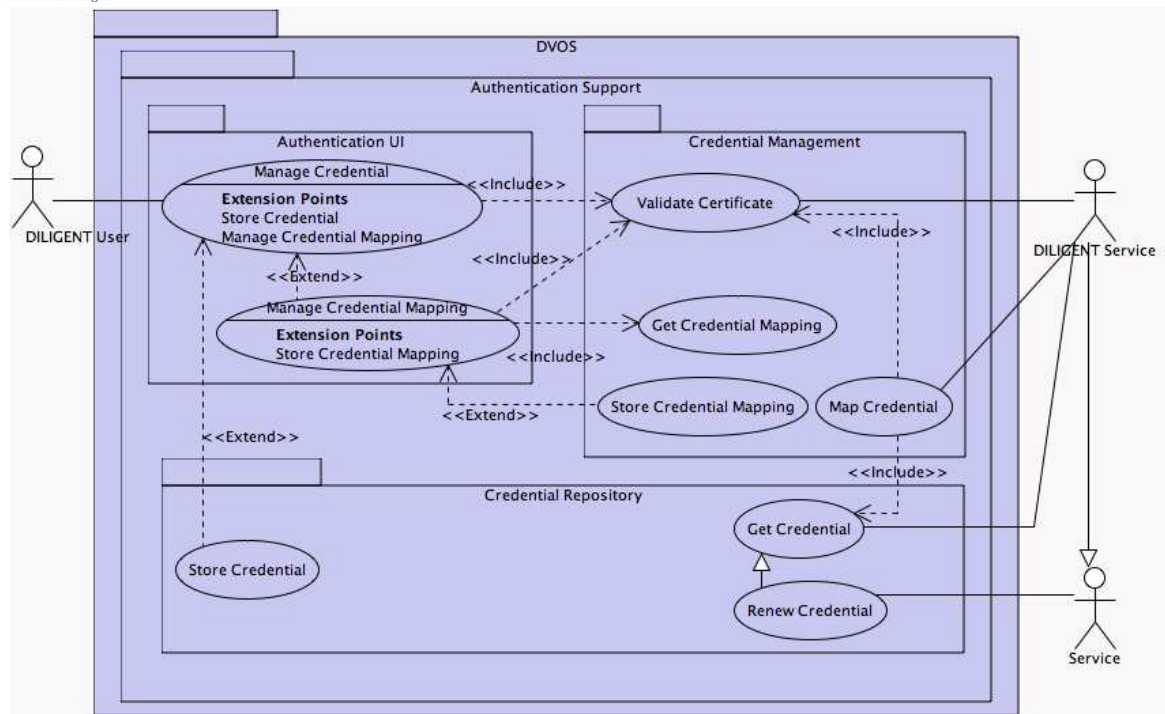 DVOS
Authentication Support
Authentication UI
Credential Management
Manage Credential
<<Include>>
Extension Points
Store Credential
Manage Credential Mapping
Validate Certificate
<<Include>>
DILIGENT User
DILIGENT Service
<<Include>>
<<Extend>>
Manage Credential Mapping
Extension Points
Store Credential Mapping
Get Credential Mapping
<<Include>>
Store Credential Mapping
Map Credential
<<Extend>>
<<Extend>>
<<Include>>
Credential Repository
Get Credential
Store Credential
Renew Credential
Service